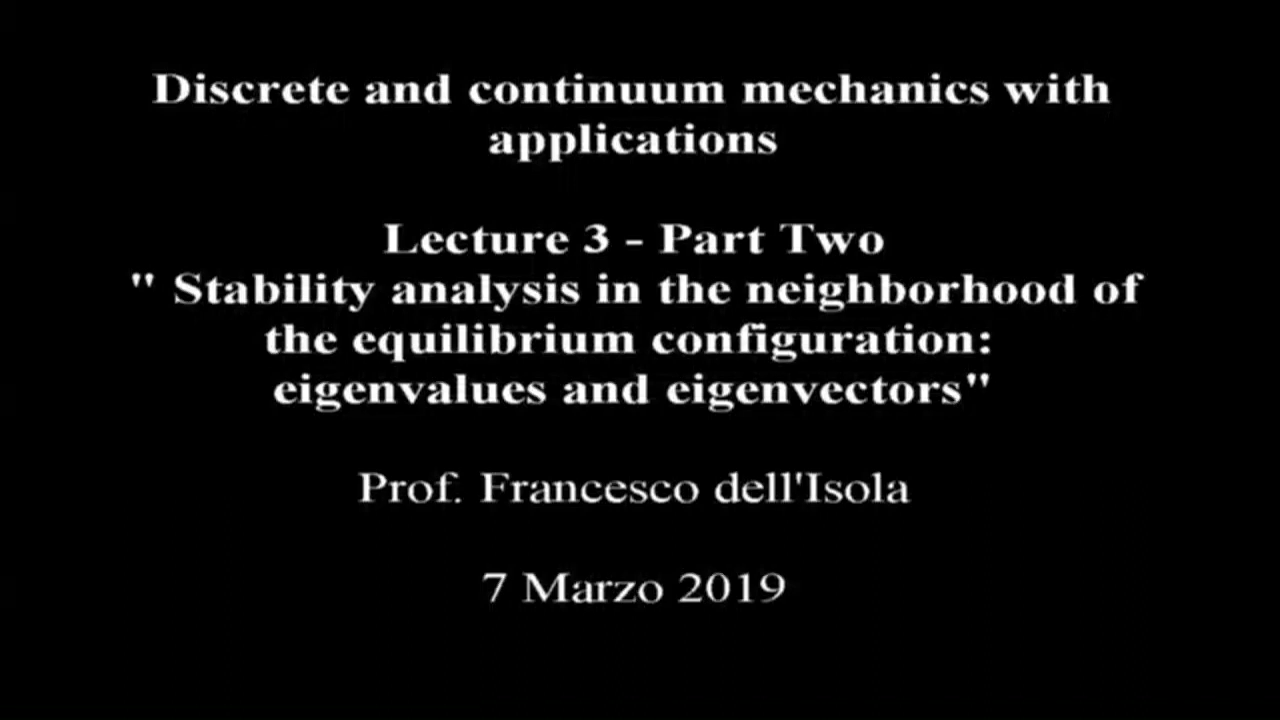 Discrete and continuum mechanics with
applications
Lecture 3 - Part Two
" Stability analysis in the neighborhood of
the equilibrium configuration:
eigenvalues and eigenvectors"
Prof. Francesco dell'Isola
7 Marzo 2019